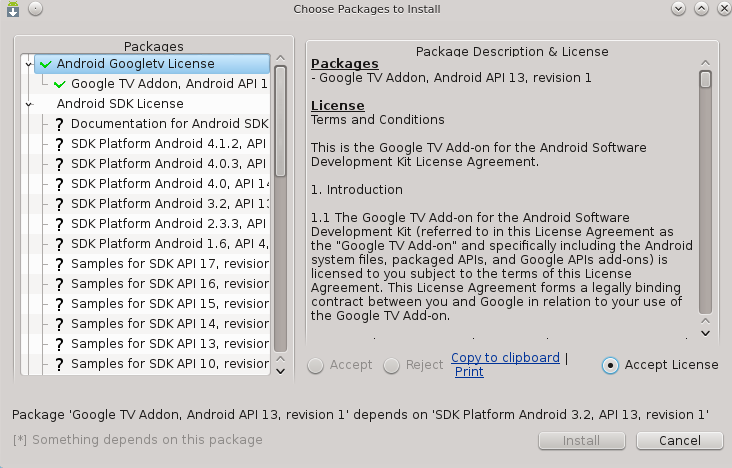 Choose Packages to Install
Packages
Android Googletv License
Google TV Addon, Android API 1
Android SDK License
? Documentation for Android SDK
? SDK Platform Android 4.1.2, API
? SDK Platform Android 4.0.3, API
? SDK Platform Android 4.0, API 14
? SDK Platform Android 3.2, API 13
? SDK Platform Android 2.3.3, API
? SDK Platform Android 1.6, API 4,
? Samples for SDK API 17, revision
? Samples for SDK API 16, revision
? Samples for SDK API 15, revision
? Samples for SDK API 14, revision
? Samples for SDK API 13, revision
? Samples for SDK API 10, revision
Package Description & License
Packages
- Google TV Addon, Android API 13, revision 1
License
Terms and Conditions
This is the Google TV Add-on for the Android Software
Development Kit License Agreement.
1. Introduction
1.1 The Google TV Add-on for the Android Software
Development Kit (referred to in this License Agreement as
the "Google TV Add-on" and specifically including the Android
system files, packaged APIs, and Google APIs add-ons) is
licensed to you subject to the terms of this License
Agreement. This License Agreement forms a legally binding
contract between you and Google in relation to your use of
the Google TV Add-on.
Accept Reject Copy to clipboard | Print Accept License
Package 'Google TV Addon, Android API 13, revision 1' depends on 'SDK Platform Android 3.2, API 13, revision 1'
[*] Something depends on this package
Install Cancel